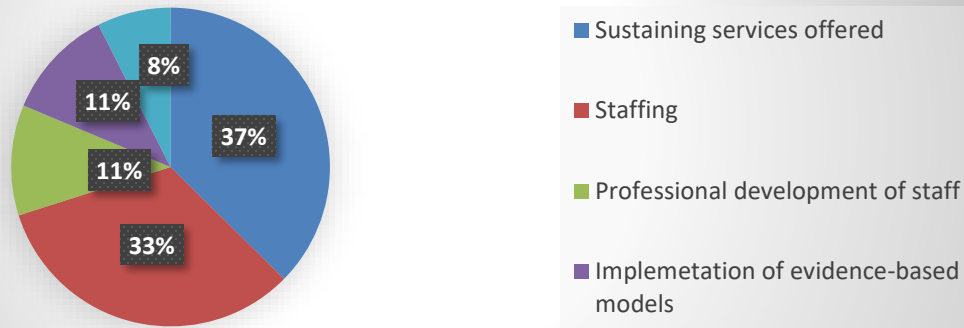 8%
11%
37%
11%
33%
Sustaining services offered
Staffing
Professional development of staff
Implemetation of evidence-based
models